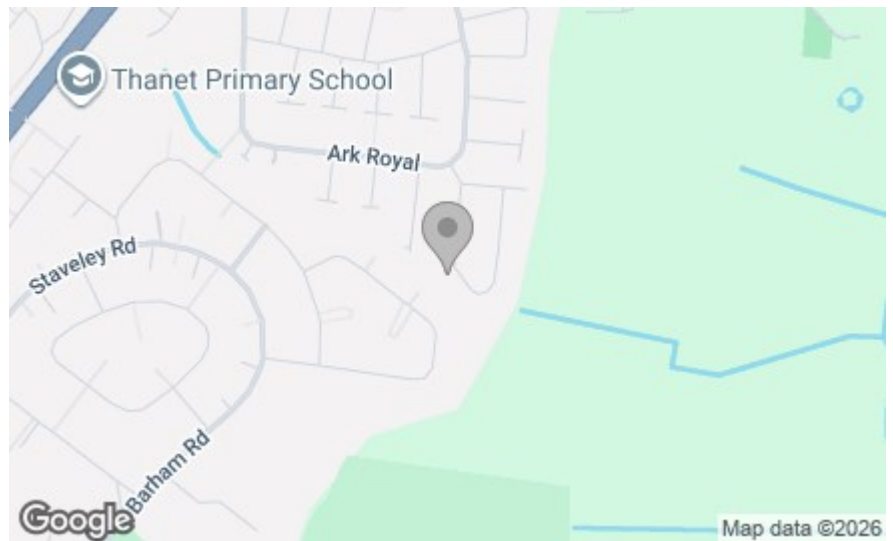 Thanet Primary School
Ark Royal
Staveley Rd
Barham Rd
Google
Map data ©2026